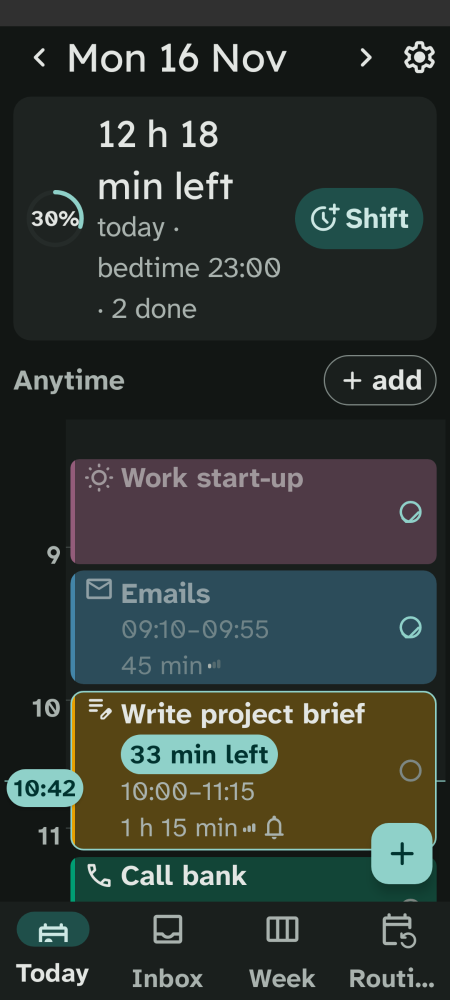 Mon 16 Nov
12 h 18
min left
30%
today ·
bedtime 23:00
· 2 done
Shift
Anytime
+ add
Work start-up
9
Emails
09:10–09:55
45 min
10
Write project brief
33 min left
10:42
10:00–11:15
1 h 15 min
11
Call bank
Today
Inbox
Week
Routi...